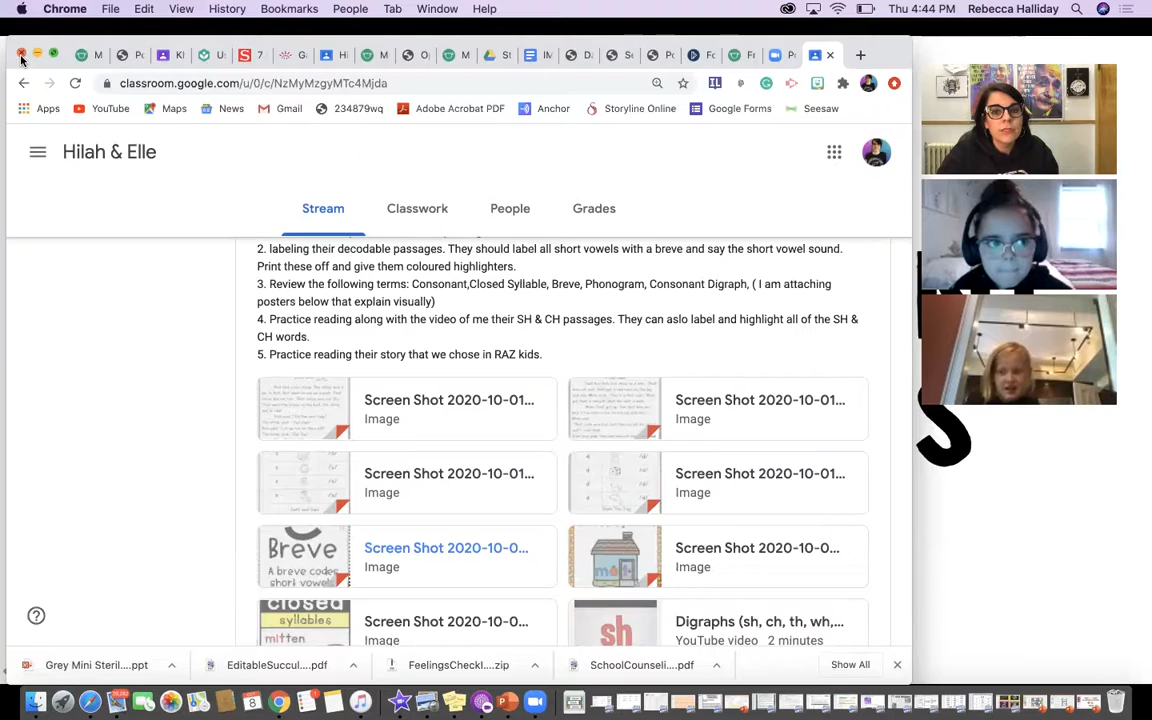 Chrome File Edit View History Bookmarks People Tab Window Help
Thu 4:44 PM Rebecca Halliday
classroom.google.com/u/0/c/NzMyMzgyMTc4Mjda
Apps YouTube Maps News Gmail 234879wq Adobe Acrobat PDF Anchor Storyline Online Google Forms Seesaw
Hilah & Elle
Stream Classwork People Grades
2. labeling their decodable passages. They should label all short vowels with a breve and say the short vowel sound.
Print these off and give them coloured highlighters.
3. Review the following terms: Consonant,Closed Syllable, Breve, Phonogram, Consonant Digraph, ( I am attaching
posters below that explain visually)
4. Practice reading along with the video of me their SH & CH passages. They can aslo label and highlight all of the SH &
CH words.
5. Practice reading their story that we chose in RAZ kids.
Screen Shot 2020-10-01...
Image
Screen Shot 2020-10-01...
Image
Screen Shot 2020-10-01...
Image
Screen Shot 2020-10-01...
Image
Breve
A breve codes
short vowel
Screen Shot 2020-10-0...
Image
Screen Shot 2020-10-0...
Image
closed
syllables
mitten
Screen Shot 2020-10-0...
Image
sh
Digraphs (sh, ch, th, wh,...
YouTube video 2 minutes
Grey Mini Steril....ppt
EditableSuccul....pdf
FeelingsCheckl....zip
SchoolCounseli....pdf
Show All
S